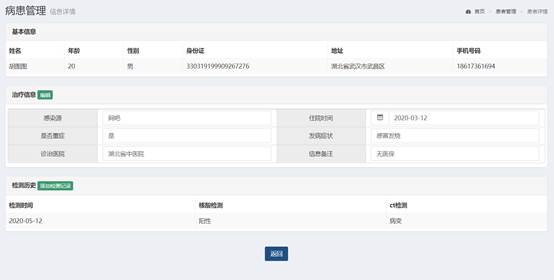 病患管理 信息详情
首页 > 患者管理 > 患者详情
基本信息
姓名 年龄 性别 身份证 地址 手机号码
胡图图 20 男 330319199909267276 湖北省武汉市武昌区 18617361694
治疗信息 编辑
感染源 网吧 住院时间 2020-03-12
是否重症 是 发病症状 感冒发烧
诊治医院 湖北省中医院 信息备注 无医保
检测历史 添加检测记录
检测时间 核酸检测 ct检测
2020-05-12 阳性 病变
返回